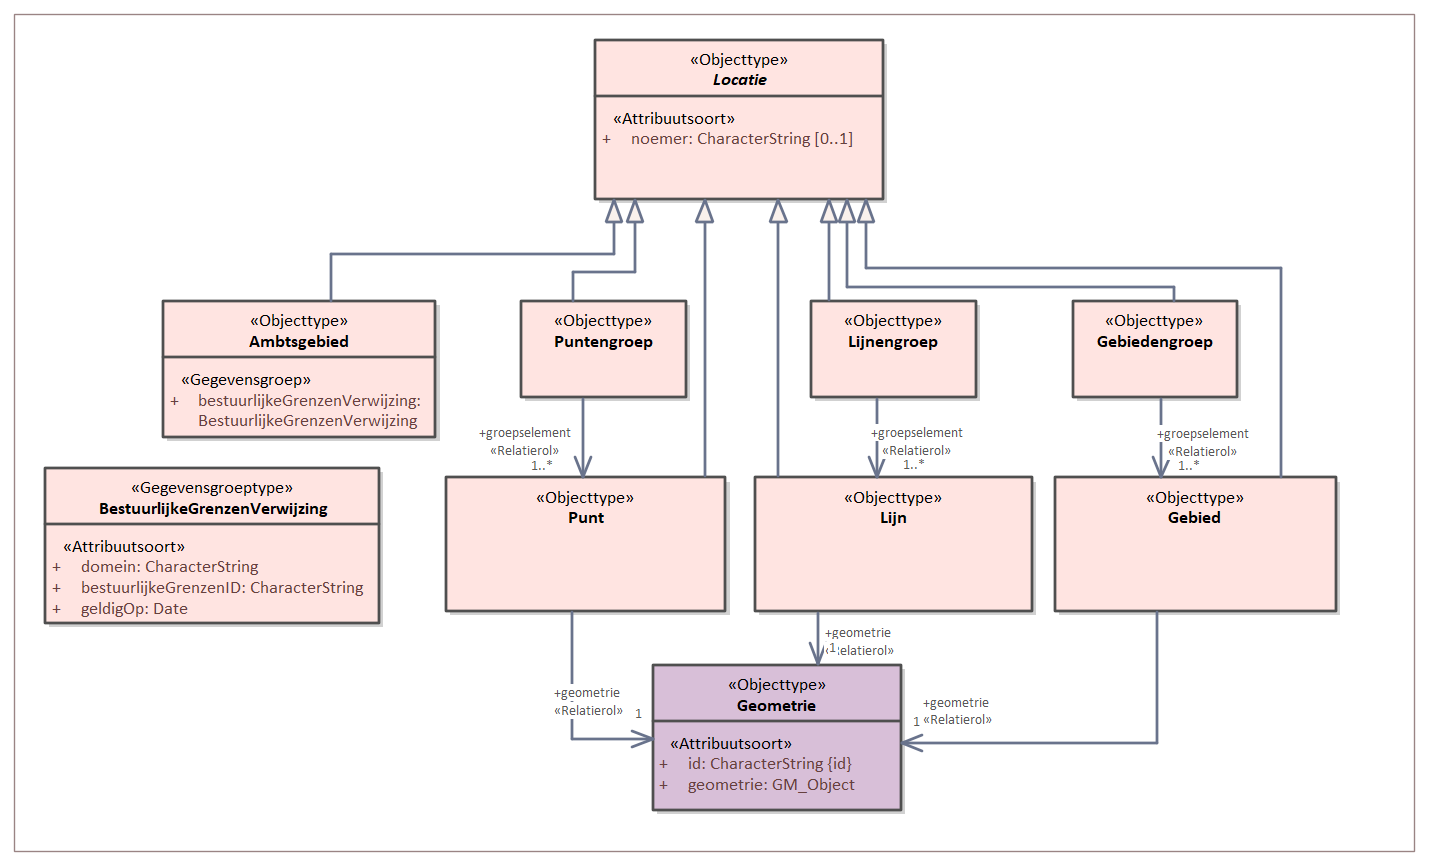 «Objecttype»
Locatie
«Attribuutsoort»
+ noemer: CharacterString [0..1]
«Objecttype»
Ambtsgebied
«Gegevensgroep»
+ bestuurlijkeGrenzenVerwijzing:
BestuurlijkeGrenzenVerwijzing
«Objecttype»
Puntengroep
«Objecttype»
Lijnengroep
«Objecttype»
Gebiedengroep
+groepselement
«Relatierol»
1..*
+groepselement
«Relatierol»
1..*
+groepselement
«Relatierol»
1..*
«Gegevensgroeptype»
BestuurlijkeGrenzenVerwijzing
«Attribuutsoort»
+ domein: CharacterString
+ bestuurlijkeGrenzenID: CharacterString
+ geldigOp: Date
«Objecttype»
Punt
«Objecttype»
Lijn
«Objecttype»
Gebied
+geometrie
«Relatierol»
1
+geometrie
1
elatierol»
+geometrie
1 «Relatierol»
«Objecttype»
Geometrie
«Attribuutsoort»
+ id: CharacterString {id}
+ geometrie: GM_Object